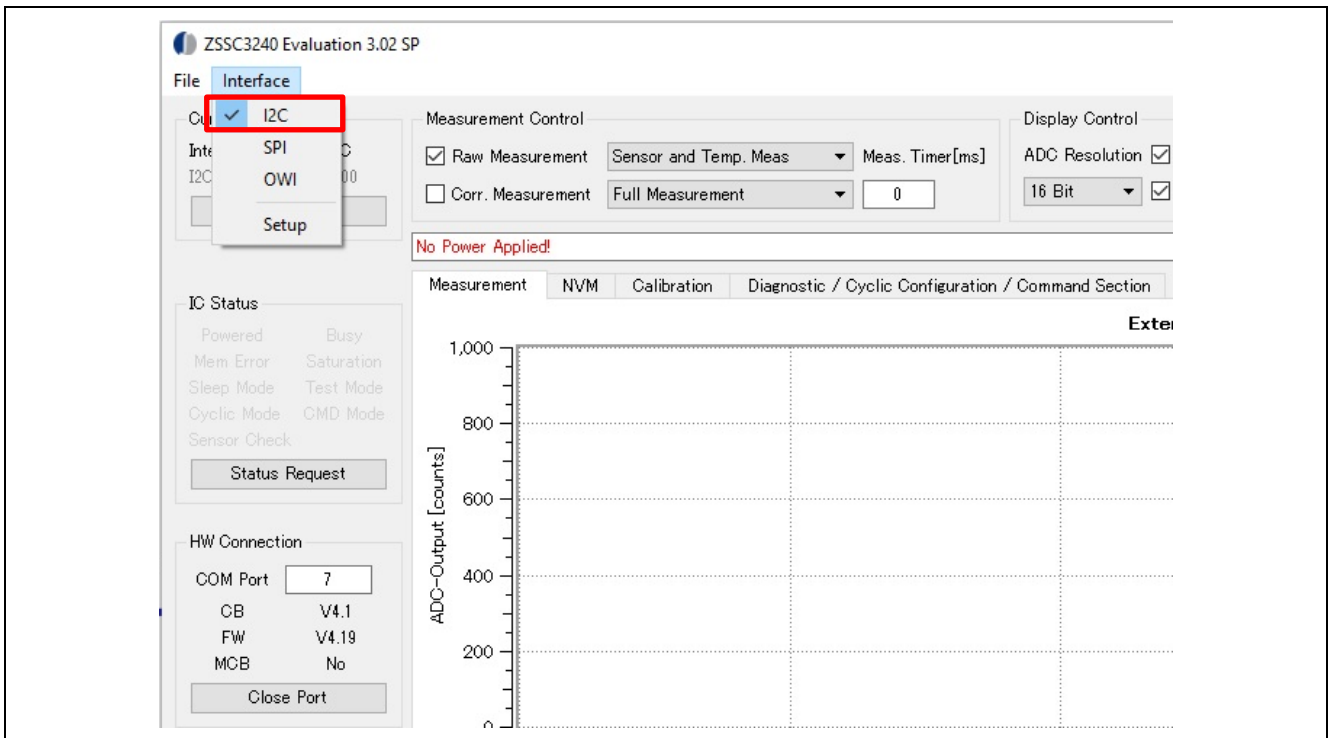 ZSSC3240 Evaluation 3.02 SP
File Interface
I2C
SPI
OWI
Setup
Measurement Control
Raw Measurement Sensor and Temp. Meas Meas. Timer[ms]
Corr. Measurement Full Measurement 0
Display Control
ADC Resolution
16 Bit
No Power Applied!
Measurement NVM Calibration Diagnostic / Cyclic Configuration / Command Section
IC Status
Powered Busy
Mem Error Saturation
Sleep Mode Test Mode
Cyclic Mode CMD Mode
Sensor Check
Status Request
HW Connection
COM Port 7
CB V4.1
FW V4.19
MCB No
Close Port
1,000
800
600
400
200
0
ADC-Output [counts]